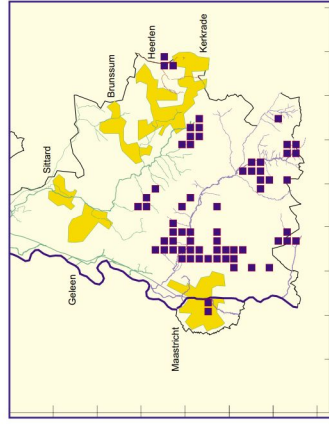 Sittard
Geleen
Brunssum
Heerlen
Kerkrade
Maastricht